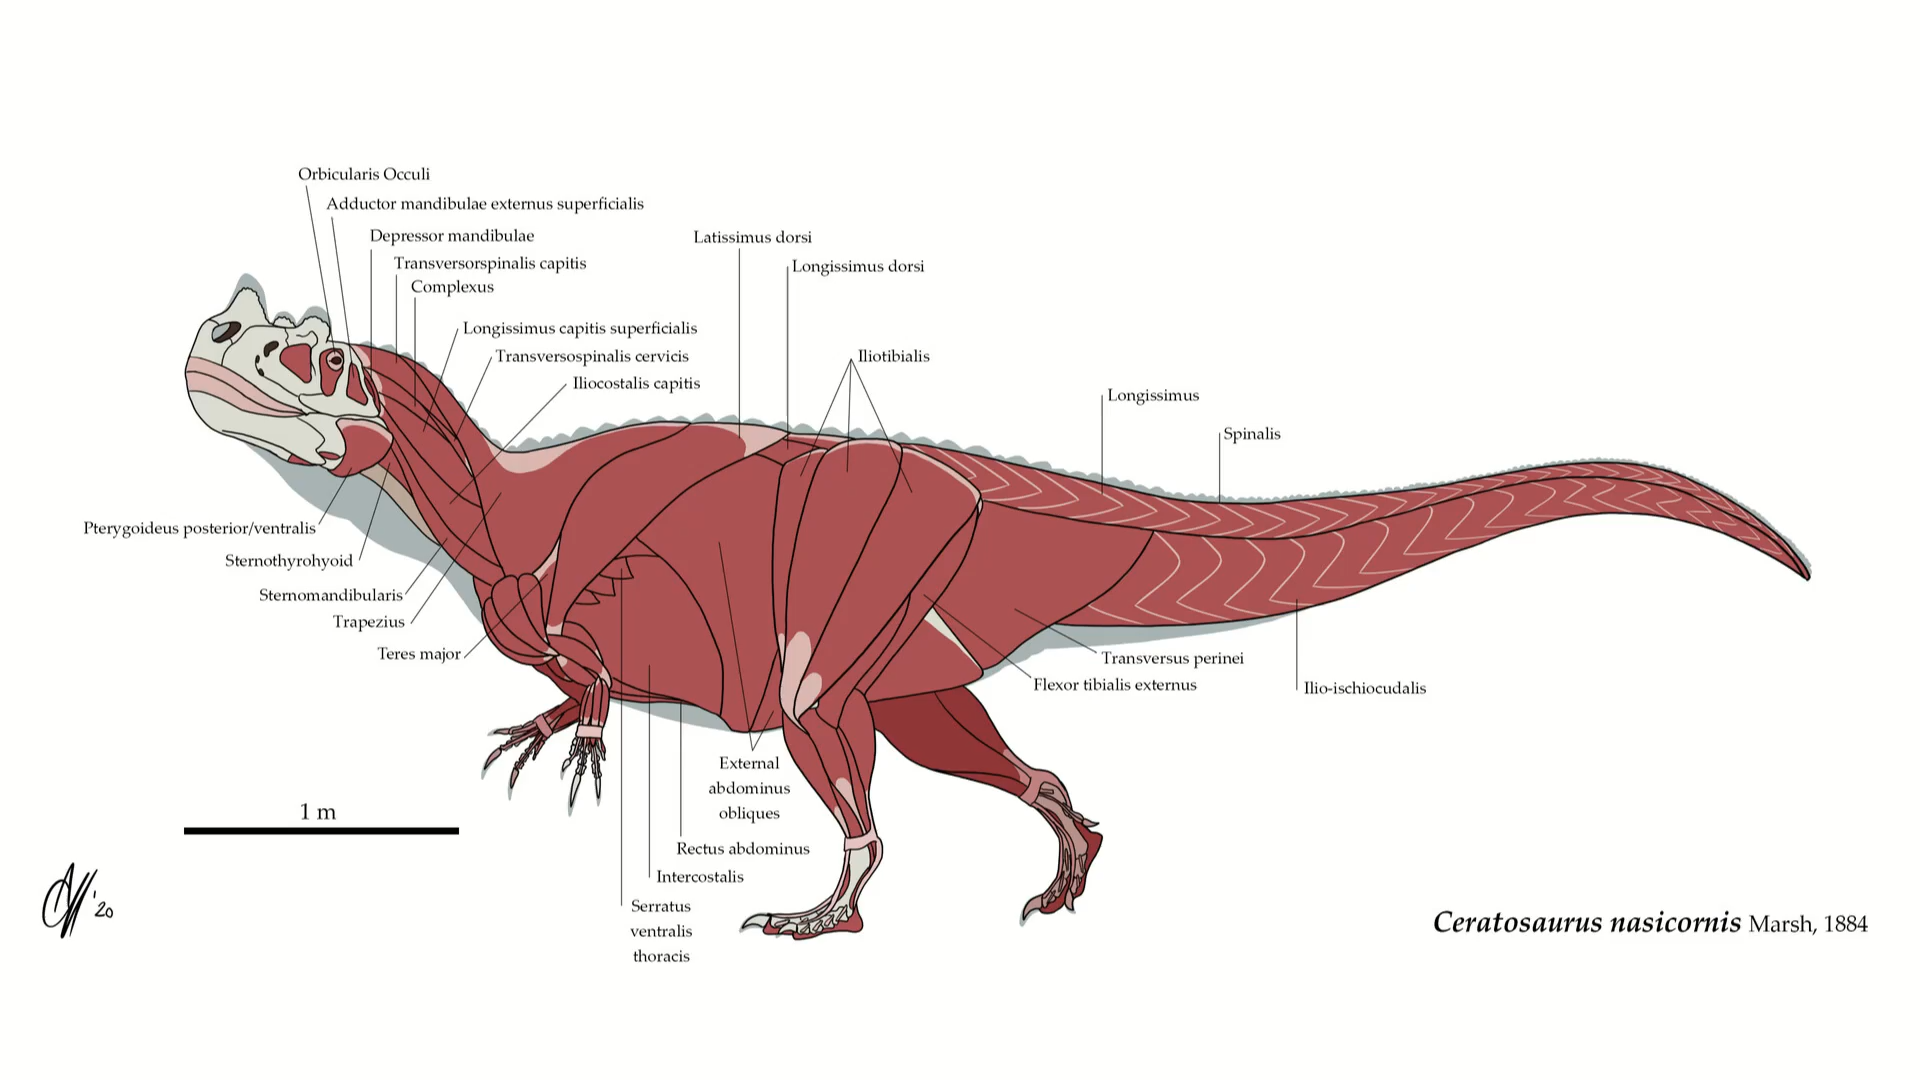 Orbicularis Occuli
Adductor mandibulae externus superficialis
Depressor mandibulae
Transversorspinalis capitis
Complexus
Longissimus capitis superficialis
Transversospinalis cervicis
Iliocostalis capitis
Latissimus dorsi
Longissimus dorsi
Iliotibialis
Longissimus
Spinalis
Pterygoideus posterior/ventralis
Sternothyrohyoid
Sternomandibularis
Trapezius
Teres major
Transversus perinei
Flexor tibialis externus
Ilio-ischiocudalis
External
abdominus
obliques
Rectus abdominus
Intercostalis
Serratus
ventralis
thoracis
1 m
'20
Ceratosaurus nasicornis Marsh, 1884